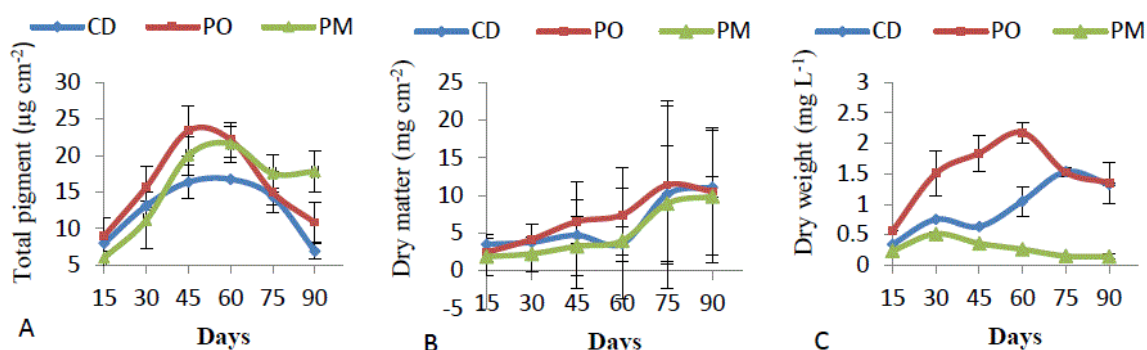 CD PO PM
Total pigment (µg cm-2)
30
25
20
15
10
5
15 30 45 60 75 90
Days
A
CD PO PM
Dry mater (mg cm-2)
25
20
15
10
5
0
-5
15 30 45 60 75 90
Days
B
CD PO PM
Dry weight (mg L-1)
3
2.5
2
1.5
1
0.5
0
15 30 45 60 75 90
Days
C